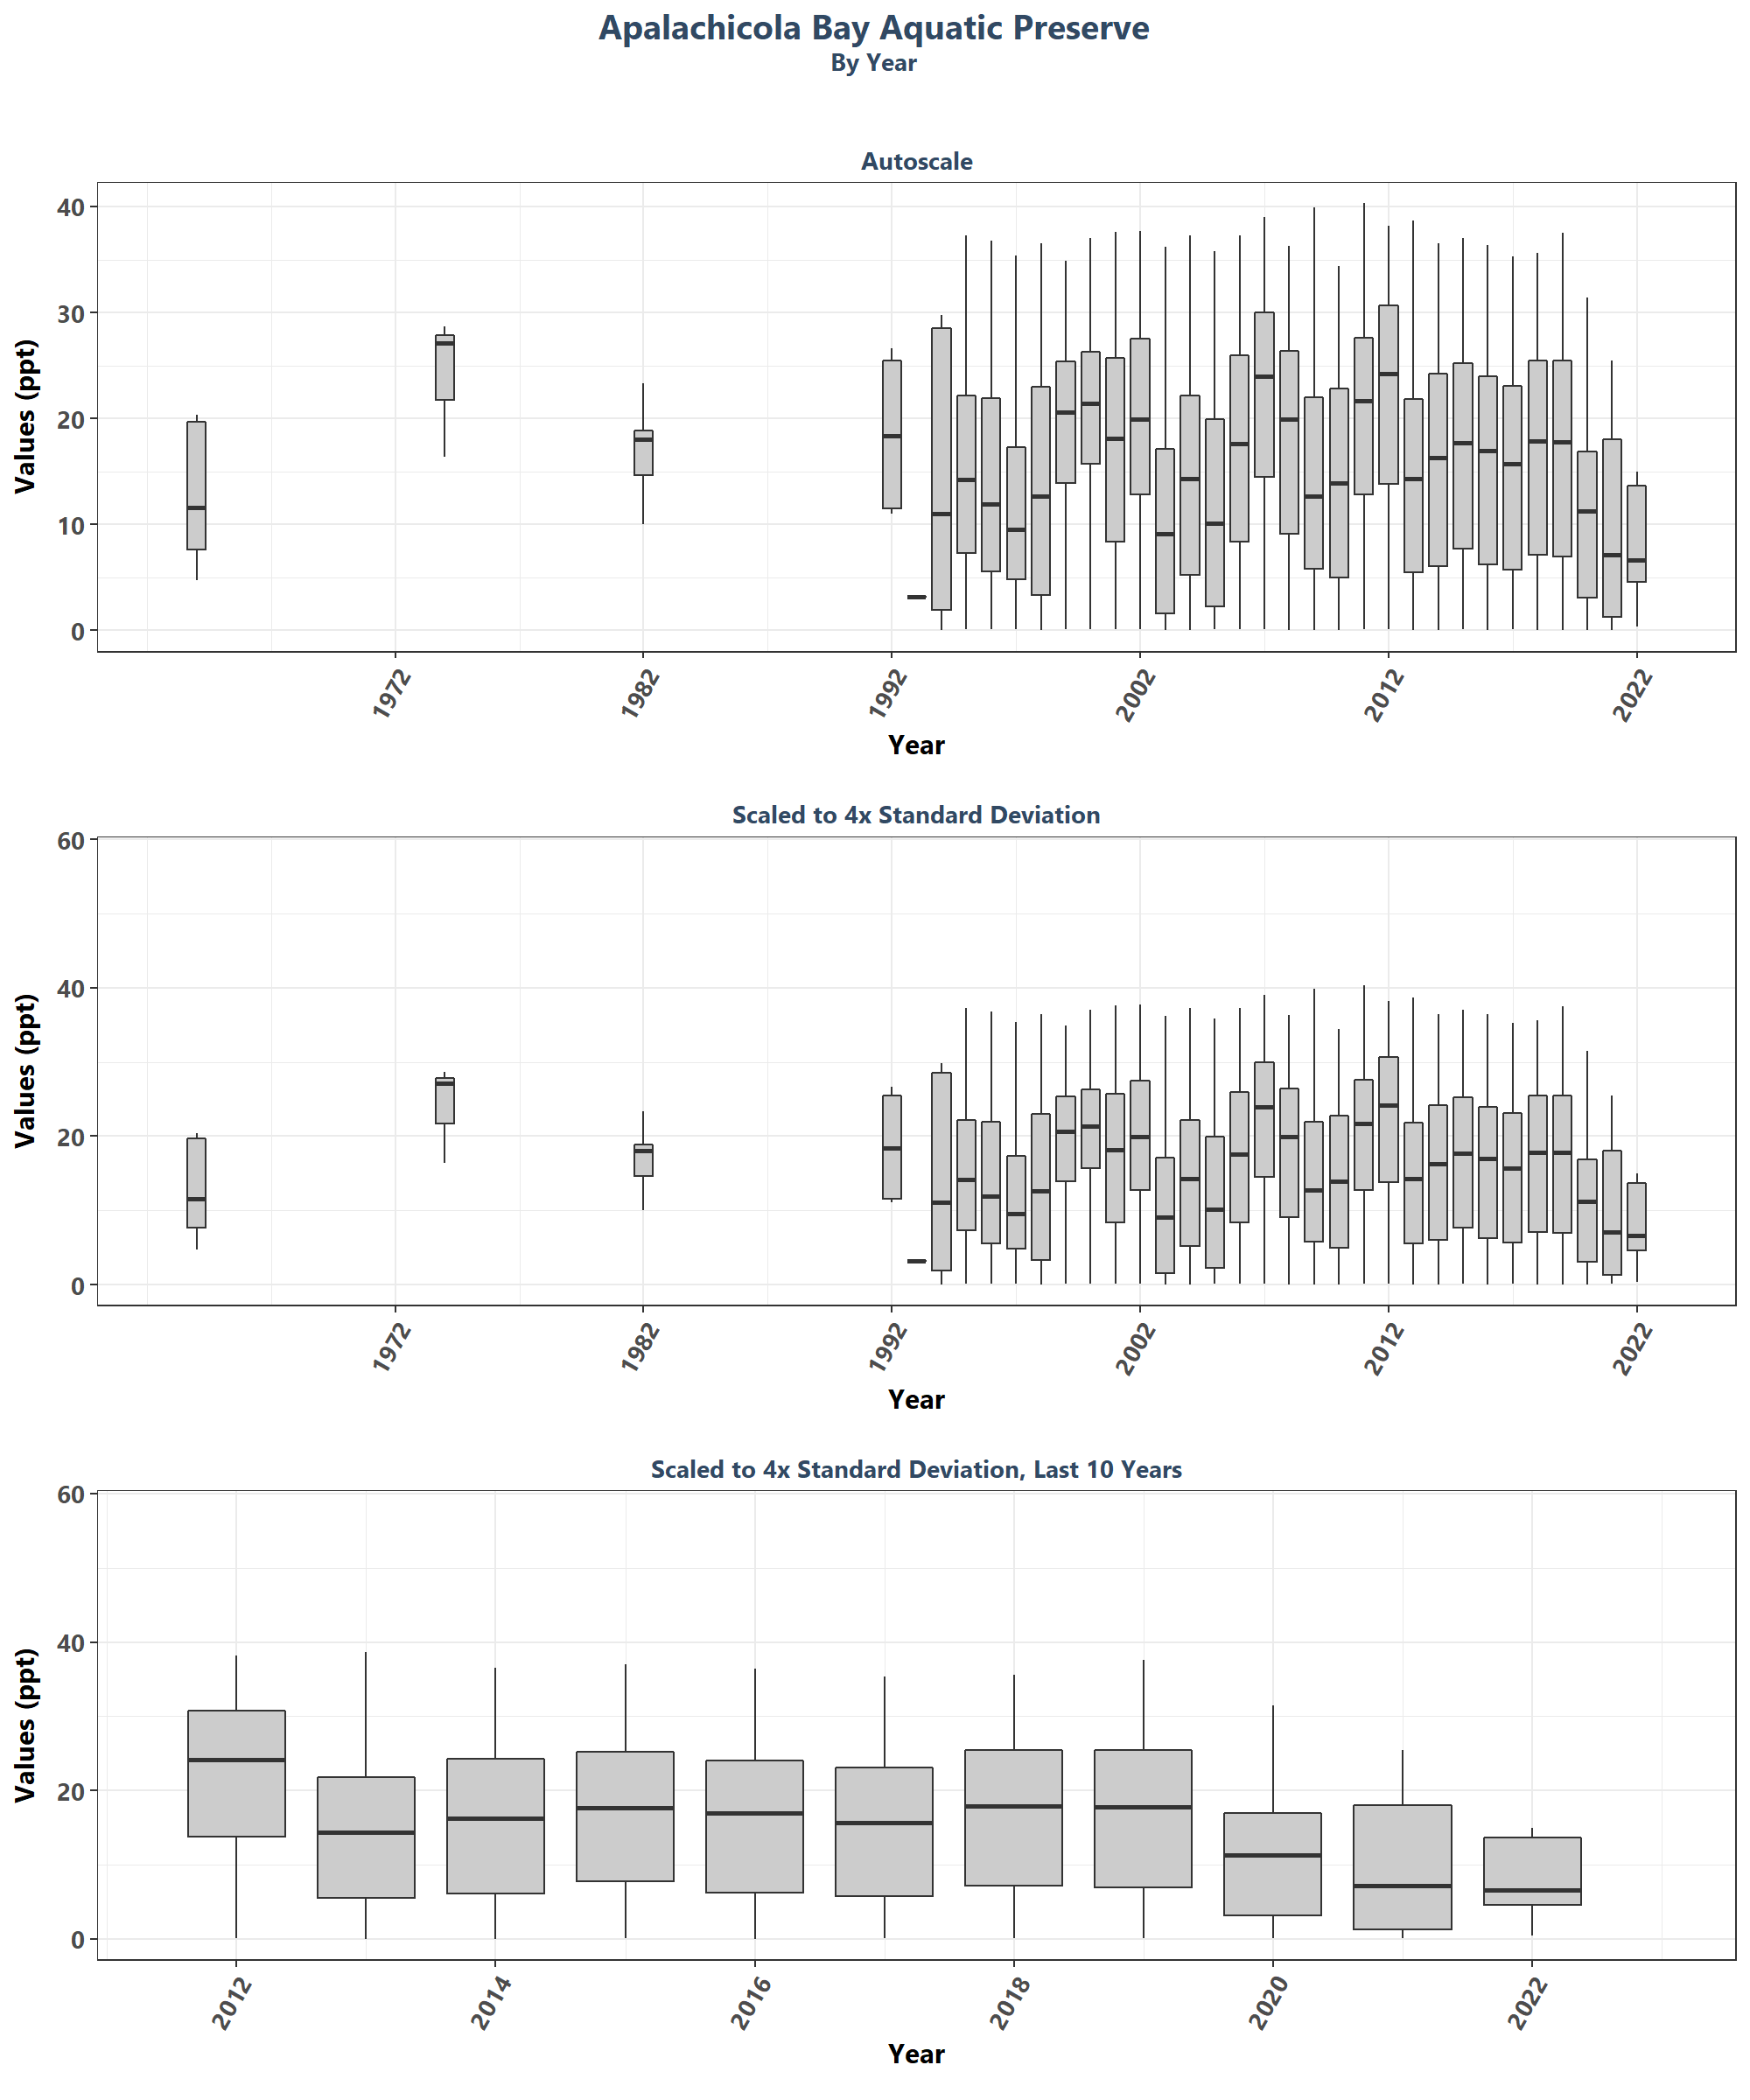 Apalachicola Bay Aquatic Preserve
By Year
Autoscale
Values (ppt)
40
30
20
10
0
1972 1982 1992 2002 2012 2022
Year
Scaled to 4x Standard Deviation
Values (ppt)
60
40
20
0
1972 1982 1992 2002 2012 2022
Year
Scaled to 4x Standard Deviation, Last 10 Years
Values (ppt)
60
40
20
0
2012 2014 2016 2018 2020 2022
Year